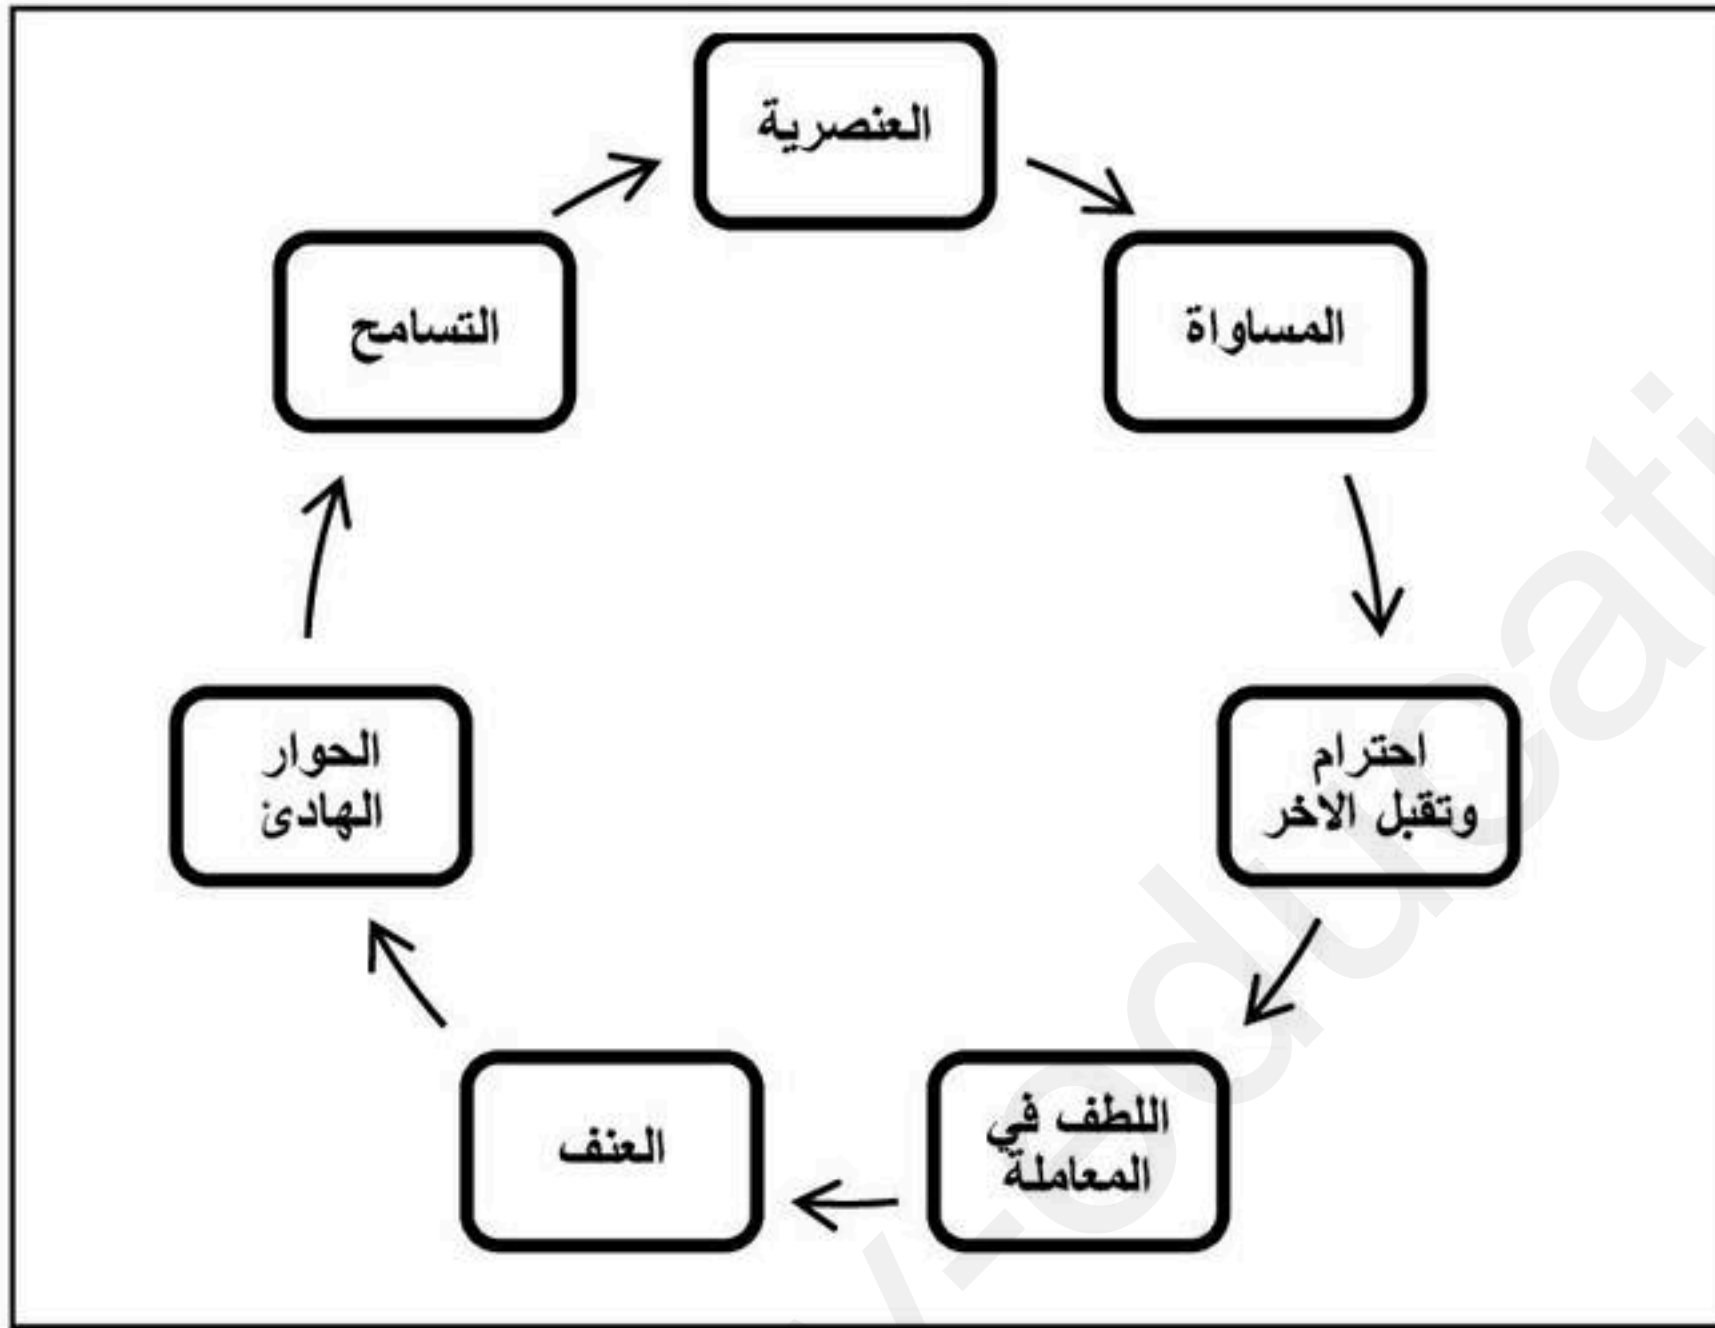 العنصرية
المساواة
احترام
وتقبل الاخر
اللطف في
المعاملة
العنف
الحوار
الهادئ
التسامح